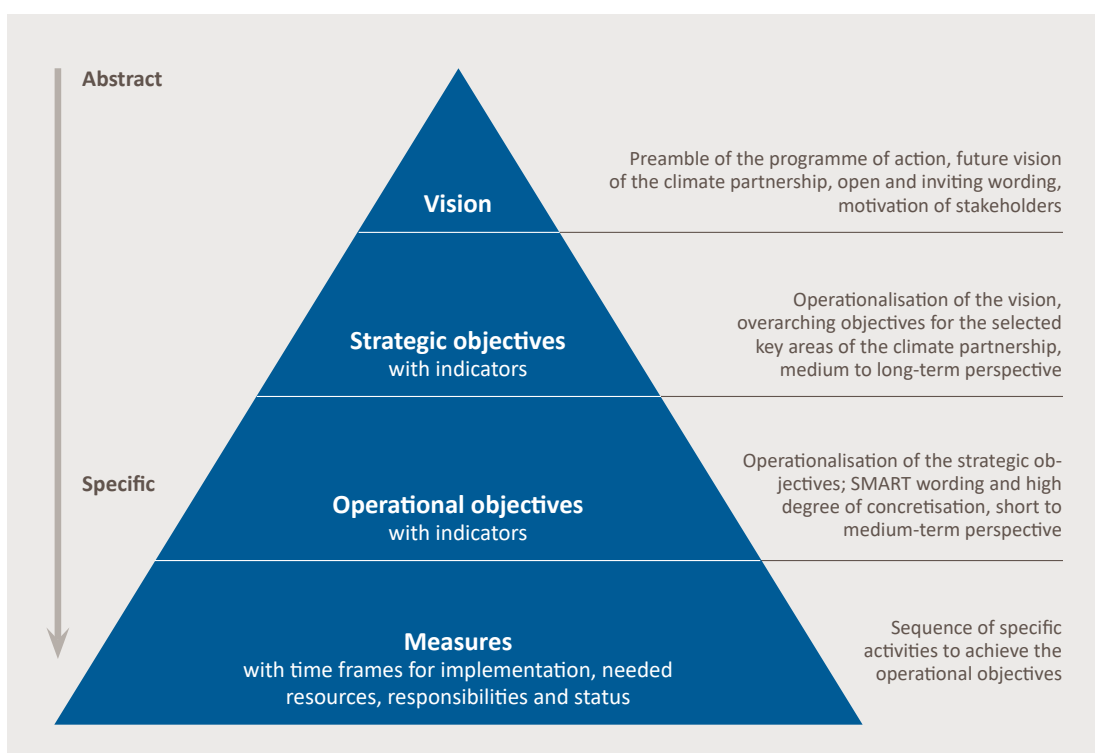 Abstract
Preamble of the programme of action, future vision
of the climate partnership, open and inviting wording,
motivation of stakeholders
Vision
Operationalisation of the vision,
overarching objectives for the selected
key areas of the climate partnership,
medium to long-term perspective
Strategic objectives
with indicators
Specific
Operationalisation of the strategic ob-
jectives; SMART wording and high
degree of concretisation, short to
medium-term perspective
Operational objectives
with indicators
Measures
with time frames for implementation, needed
resources, responsibilities and status
Sequence of specific
activities to achieve the
operational objectives